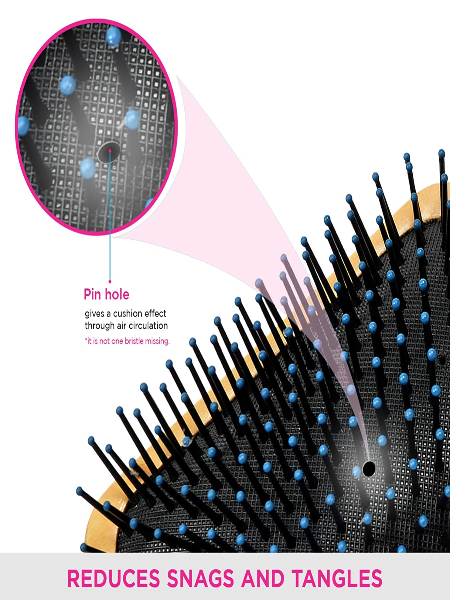 Pin hole
gives a cushion effect
through air circulation
*it is not one bristle missing.
REDUCES SNAGS AND TANGLES